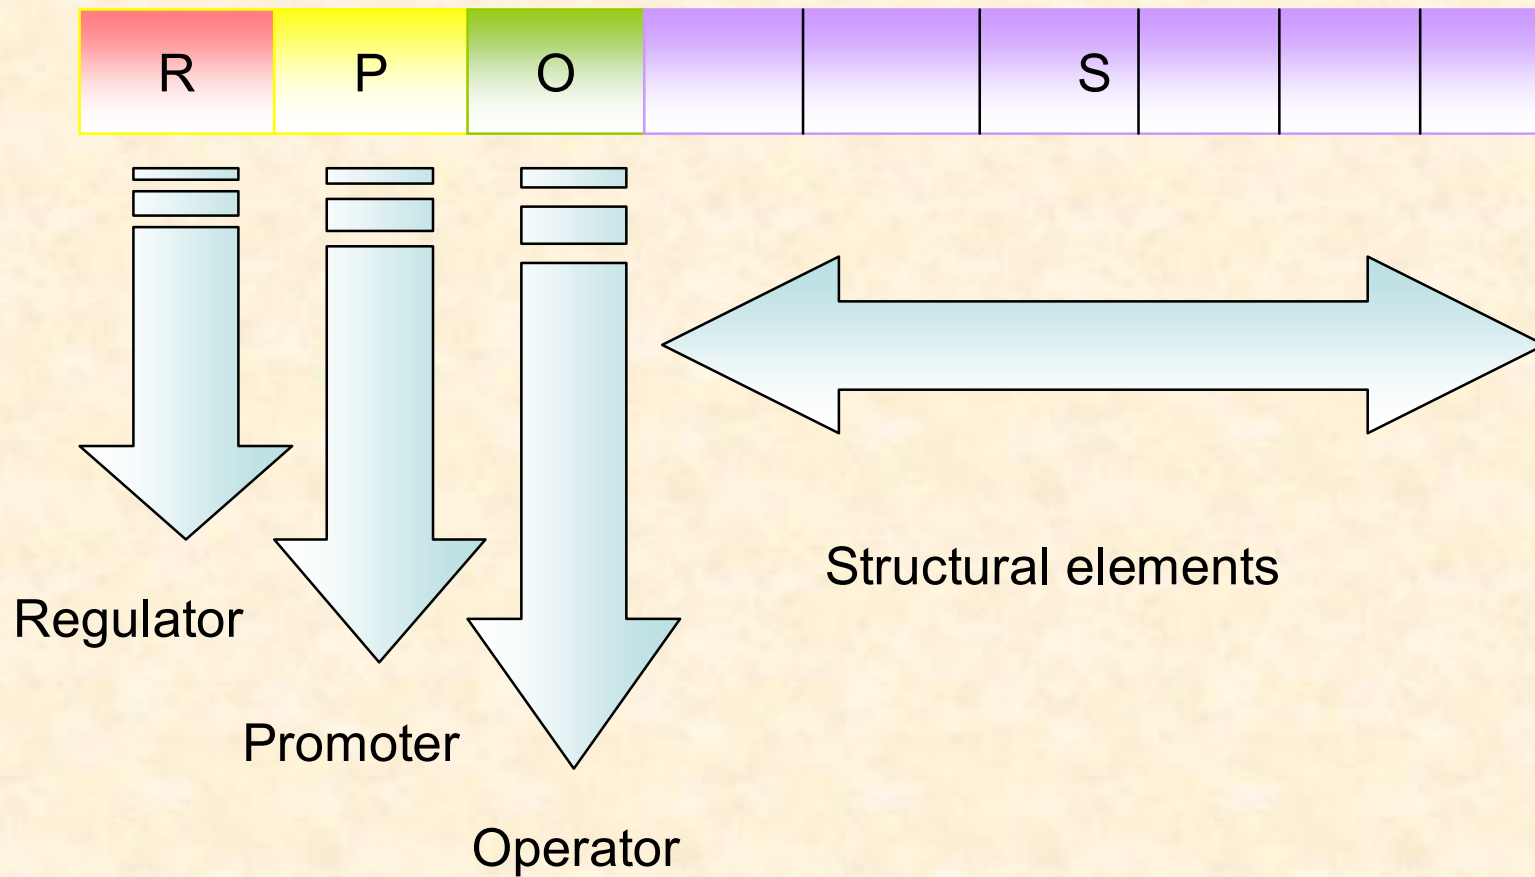 R P O S
Structural elements
Regulator
Promoter
Operator